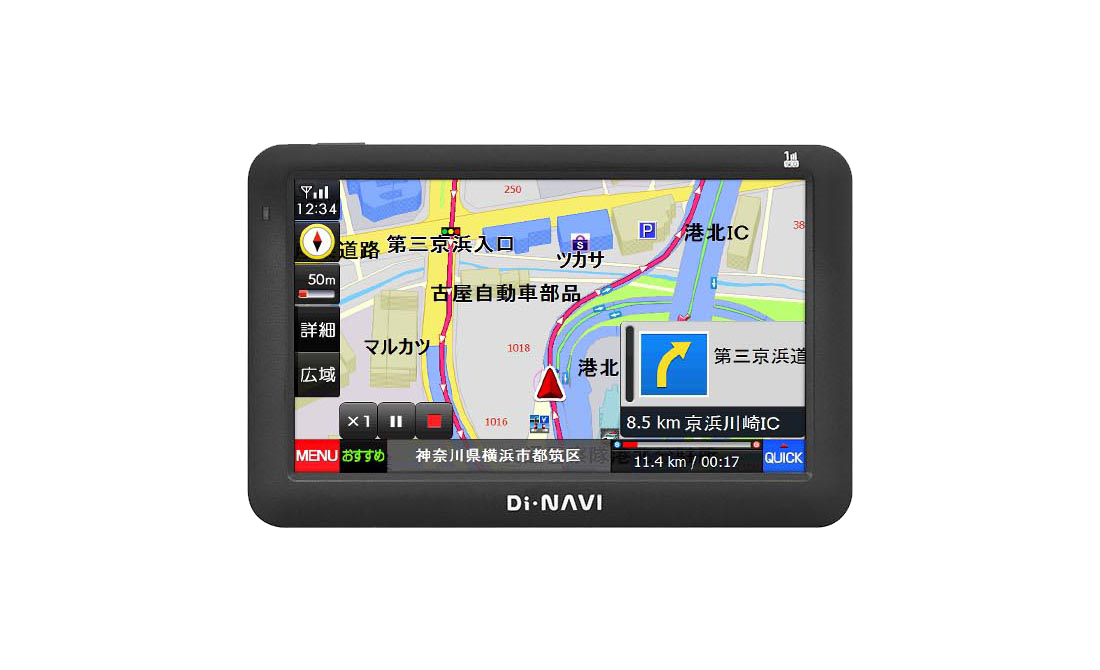 1
12:34
250
道路 第三京浜入口
S
P
港北IC
38
ツカサ
50m
古屋自動車部品
詳細
マルカツ
1018
港北
第三京浜道
広域
×1
1016
8.5 km 京浜川崎IC
MENU おすすめ 神奈川県横浜市都筑区
11.4 km / 00:17
QUICK
Di·NAVI